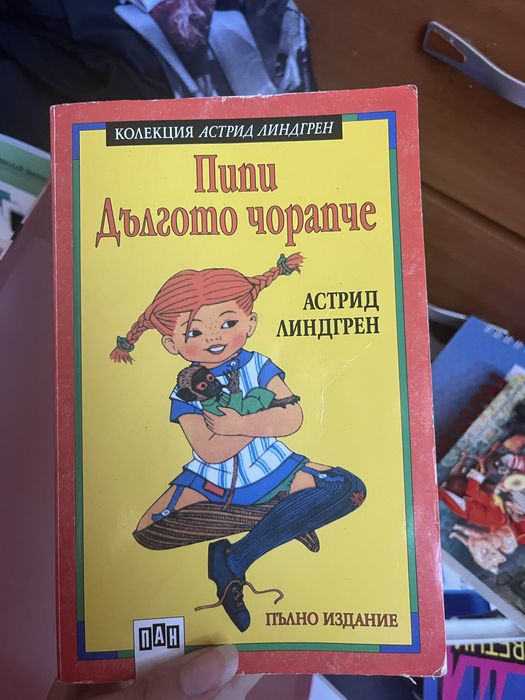 КОЛЕКЦИЯ АСТРИД ЛИНДГРЕН
Пипи
Дългото чорапче
АСТРИД
ЛИНДГРЕН
ПЪЛНО ИЗДАНИЕ
ПАН